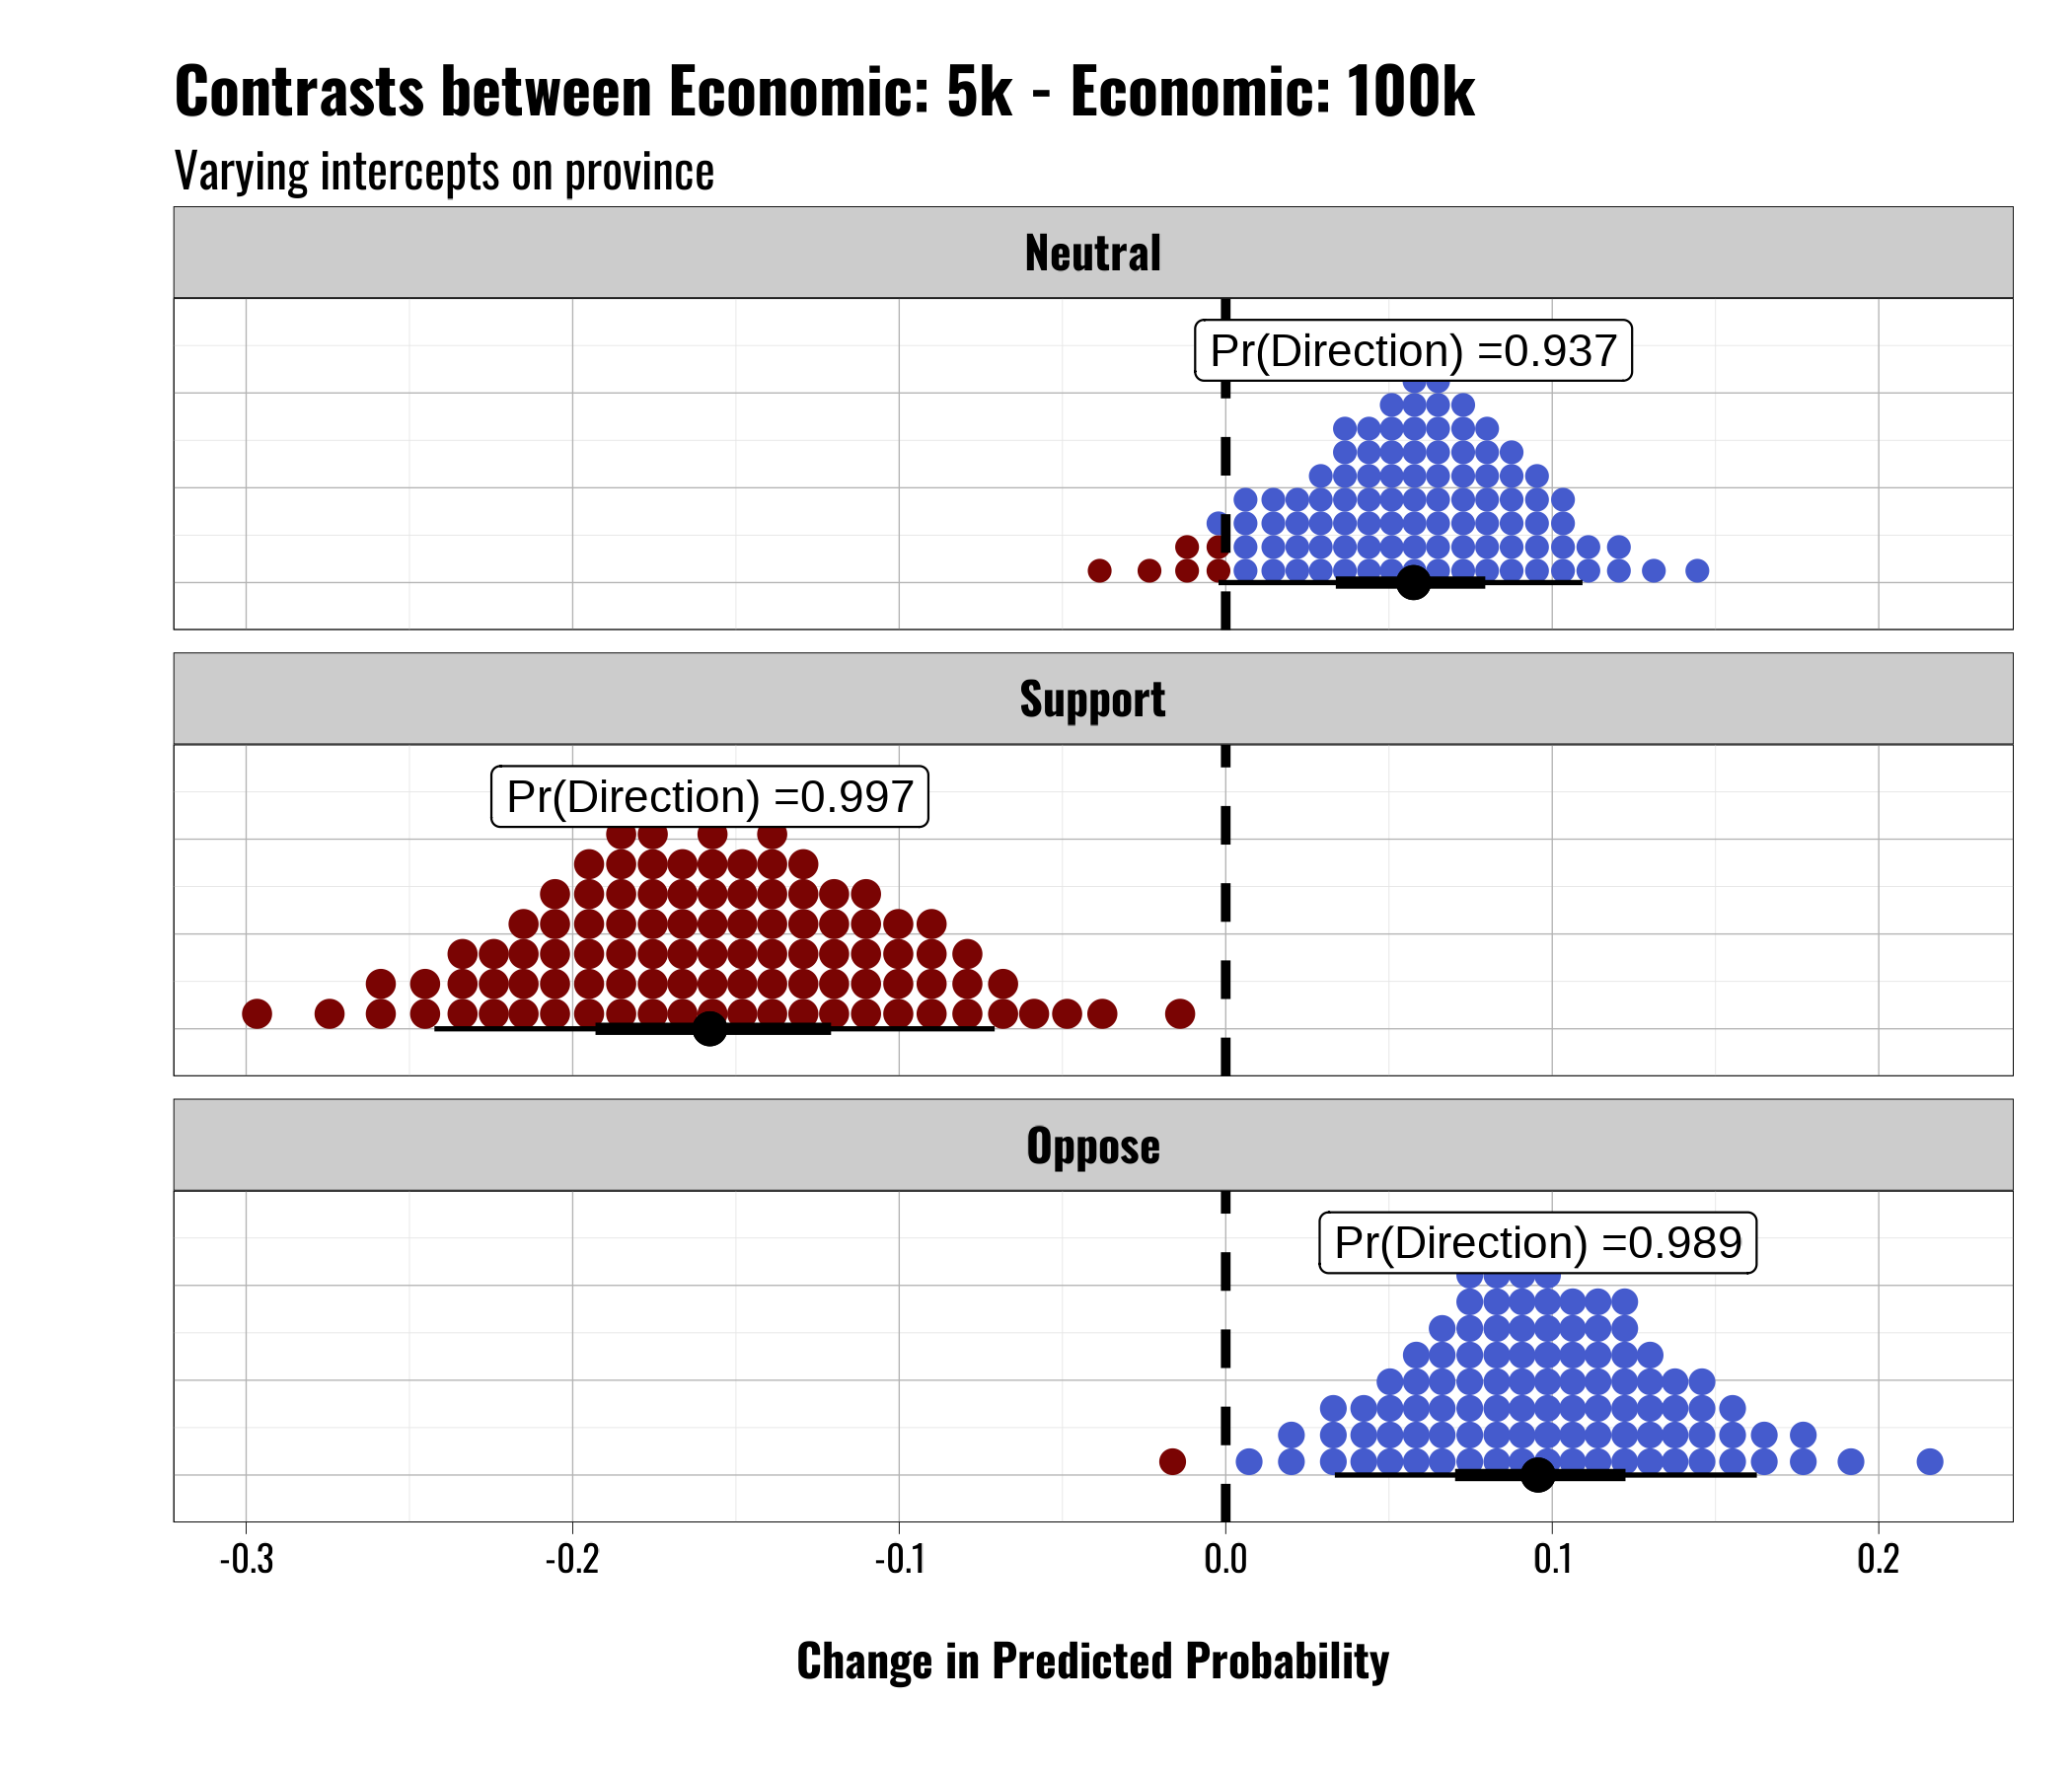 Contrasts between Economic: 5k - Economic: 100k
Varying intercepts on province
Neutral
Pr(Direction) =0.937
Support
Pr(Direction) =0.997
Oppose
Pr(Direction) =0.989
-0.3 -0.2 -0.1 0.0 0.1 0.2
Change in Predicted Probability